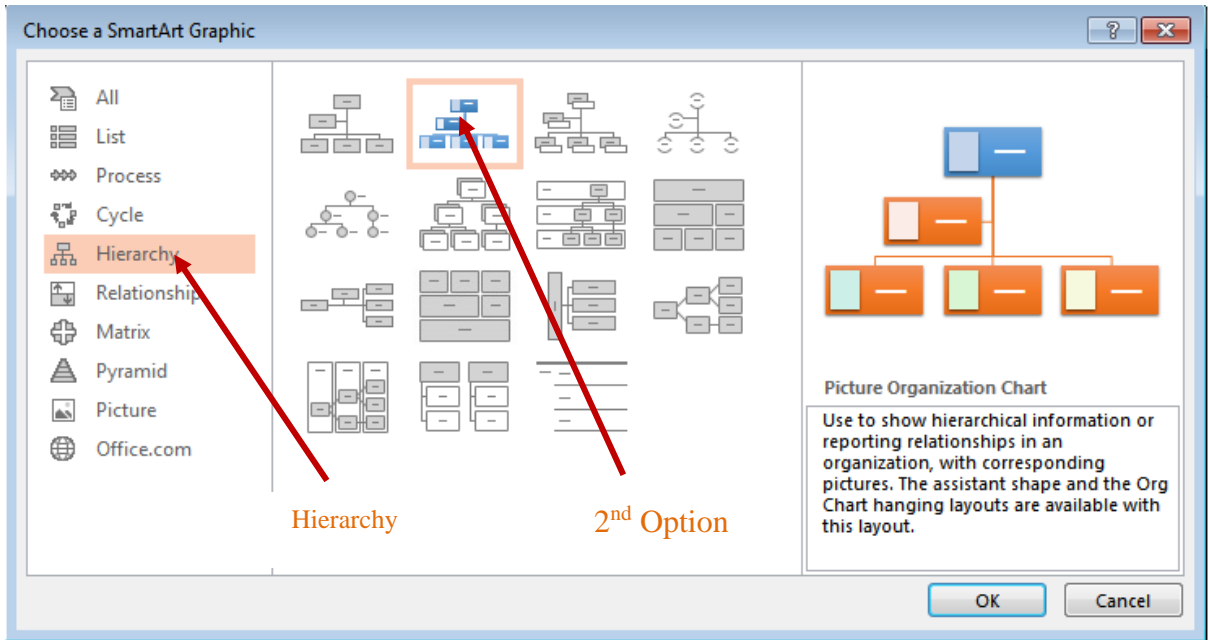 Choose a SmartArt Graphic
?
All
List
Process
Cycle
Hierarchy
Relationship
Matrix
Pyramid
Picture
Office.com
Hierarchy
2nd Option
Picture Organization Chart
Use to show hierarchical information or
reporting relationships in an
organization, with corresponding
pictures. The assistant shape and the Org
Chart hanging layouts are available with
this layout.
OK
Cancel